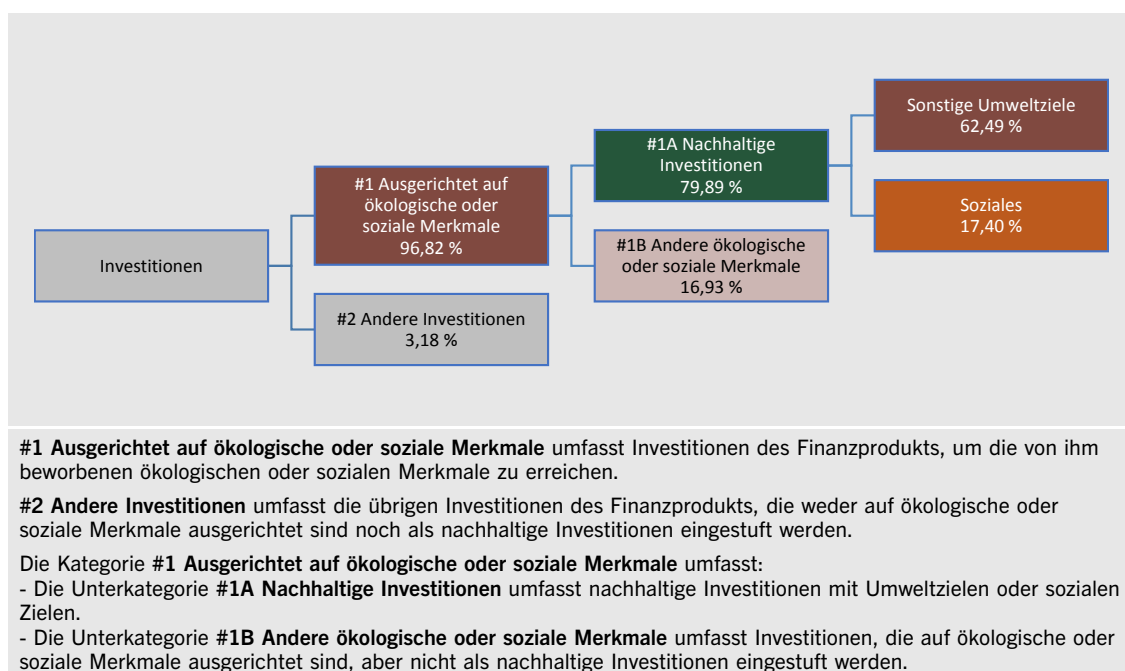 Investitionen
#1 Ausgerichtet auf
ökologische oder
soziale Merkmale
96,82 %
#2 Andere Investitionen
3,18 %
#1A Nachhaltige
Investitionen
79,89 %
#1B Andere ökologische
oder soziale Merkmale
16,93 %
Sonstige Umweltziele
62,49 %
Soziales
17,40 %
#1 Ausgerichtet auf ökologische oder soziale Merkmale umfasst Investitionen des Finanzprodukts, um die von ihm
beworbenen ökologischen oder sozialen Merkmale zu erreichen.
#2 Andere Investitionen umfasst die übrigen Investitionen des Finanzprodukts, die weder auf ökologische oder
soziale Merkmale ausgerichtet sind noch als nachhaltige Investitionen eingestuft werden.
Die Kategorie #1 Ausgerichtet auf ökologische oder soziale Merkmale umfasst:
- Die Unterkategorie #1A Nachhaltige Investitionen umfasst nachhaltige Investitionen mit Umweltzielen oder sozialen
Zielen.
- Die Unterkategorie #1B Andere ökologische oder soziale Merkmale umfasst Investitionen, die auf ökologische oder
soziale Merkmale ausgerichtet sind, aber nicht als nachhaltige Investitionen eingestuft werden.